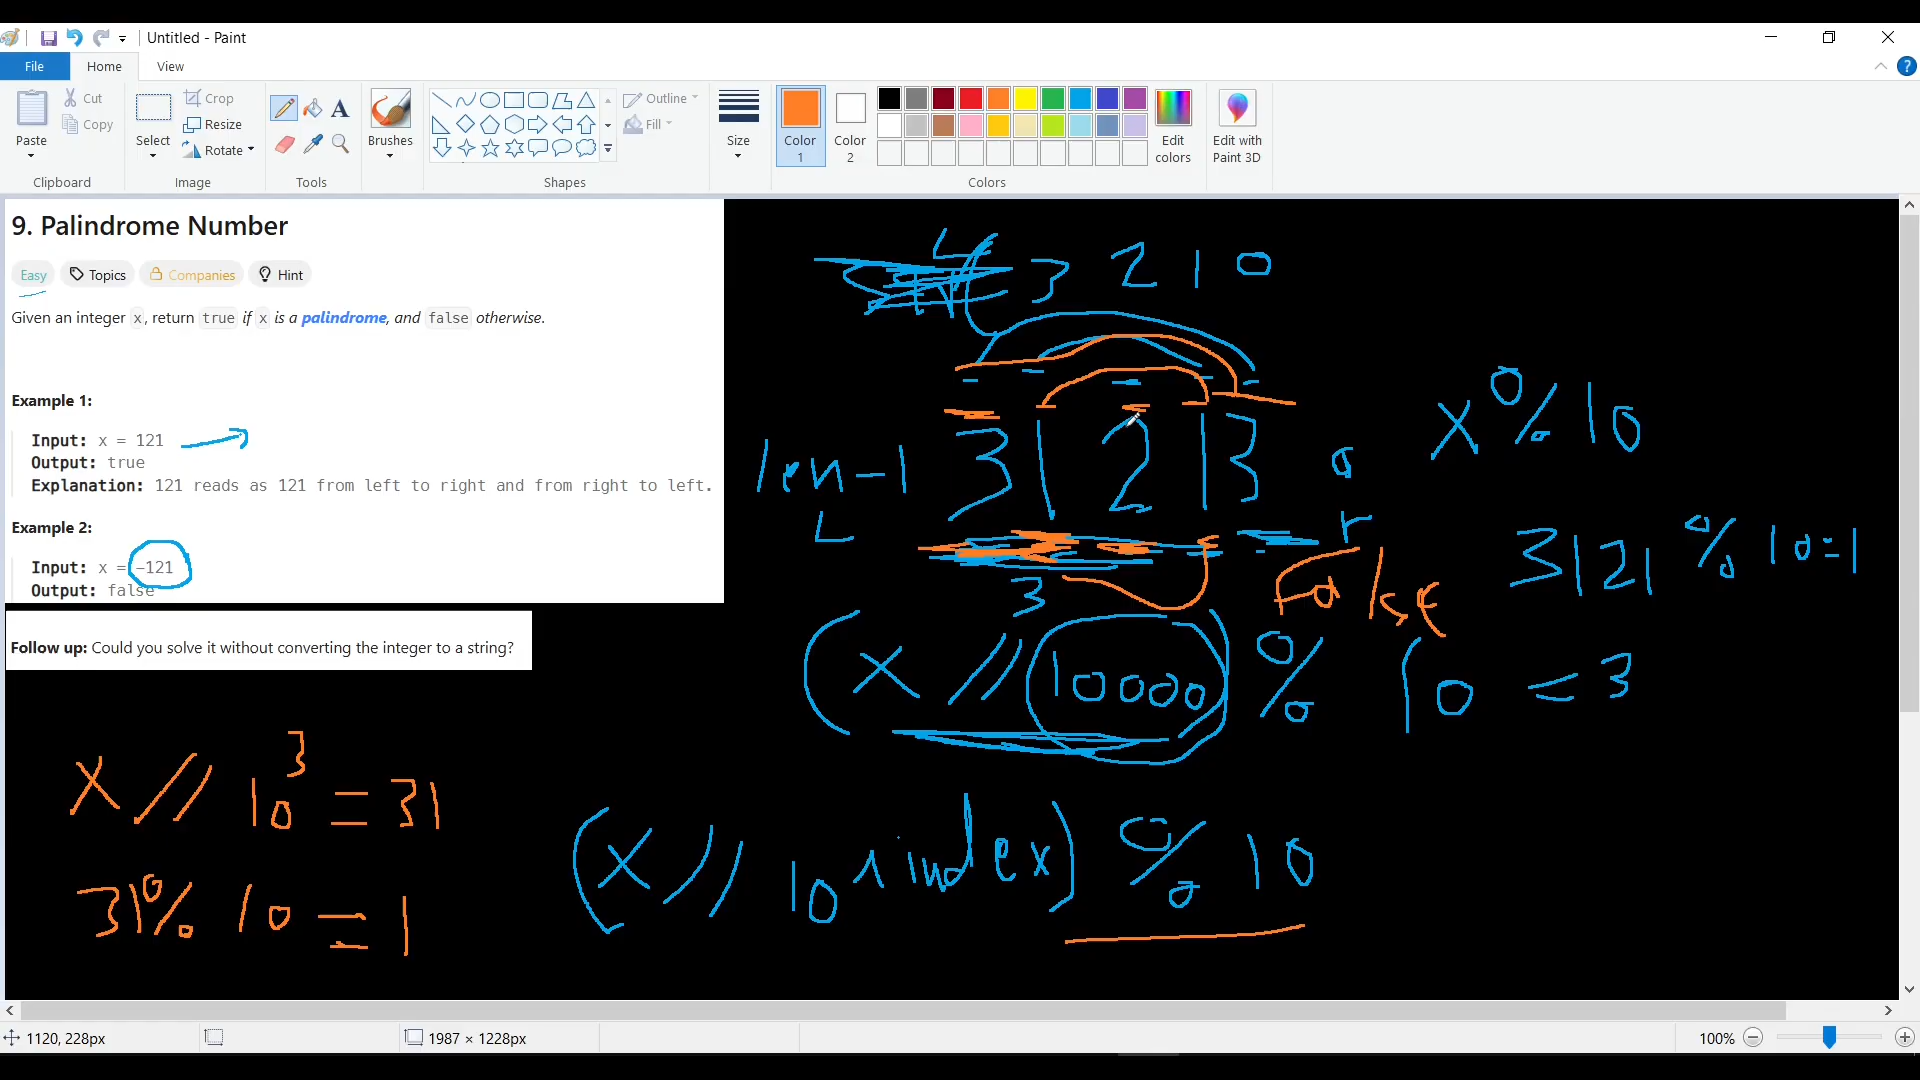 Untitled - Paint
File Home View
Paste
Cut
Copy
Clipboard
Select
Crop
Resize
Rotate
Image
Tools
Brushes
Shapes
Outline
Fill
Size
Color 1
Color 2
Edit colors
Edit with Paint 3D
Colors
9. Palindrome Number
Easy Topics Companies Hint
Given an integer x, return true if x is a palindrome, and false otherwise.
Example 1:
Input: x = 121
Output: true
Explanation: 121 reads as 121 from left to right and from right to left.
Example 2:
Input: x = -121
Output: false
Follow up: Could you solve it without converting the integer to a string?
4 3 2 1 0
len-1 3 1 2 1 3 0
L r
3 False
x%10
3121 % 10=1
(x // 10000) % 10 = 3
x // 10^3 = 31
31% 10 = 1
(x // 10 ^ index) % 10
1120, 228px
1987 × 1228px
100%